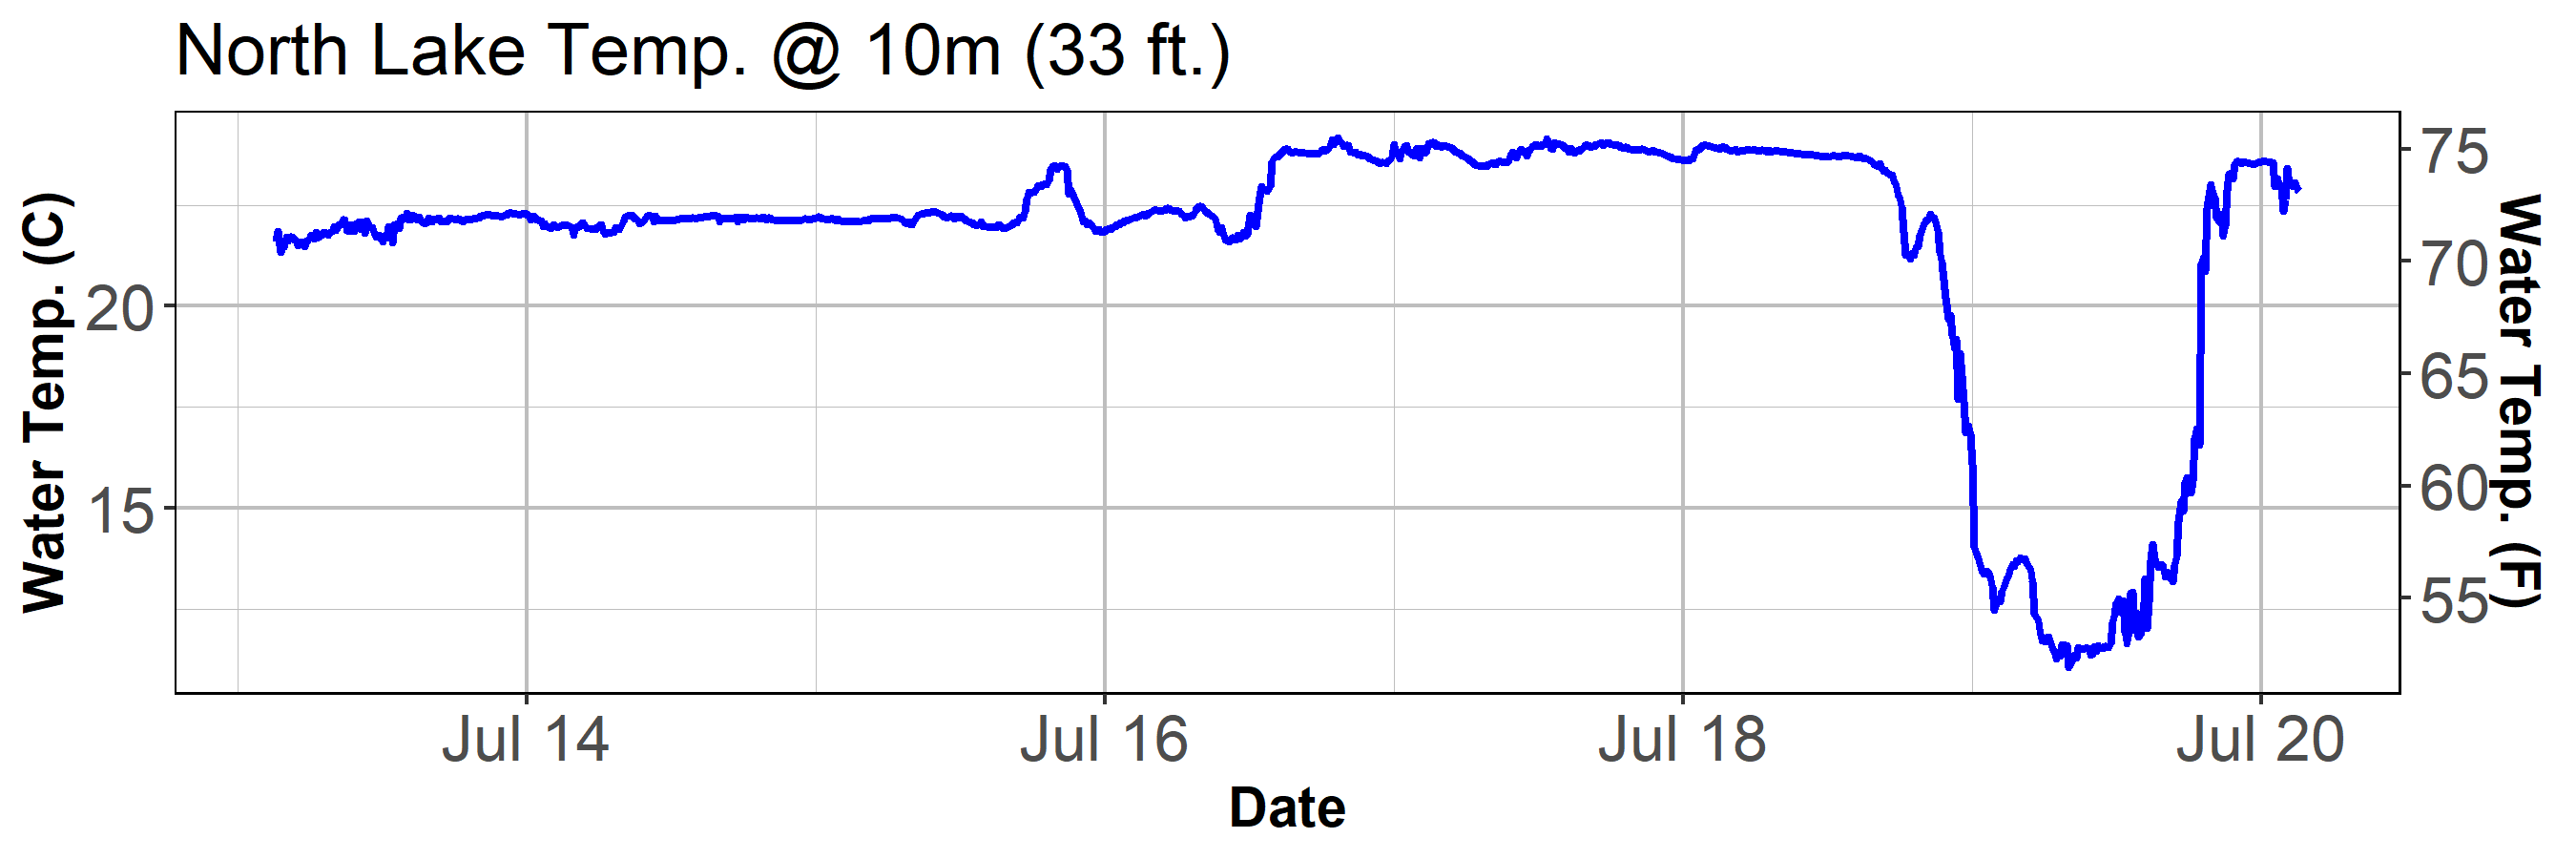 North Lake Temp. @ 10m (33 ft.)
Water Temp. (C)
20
15
75
70
65
60
55
Water Temp. (F)
Jul 14
Jul 16
Jul 18
Jul 20
Date